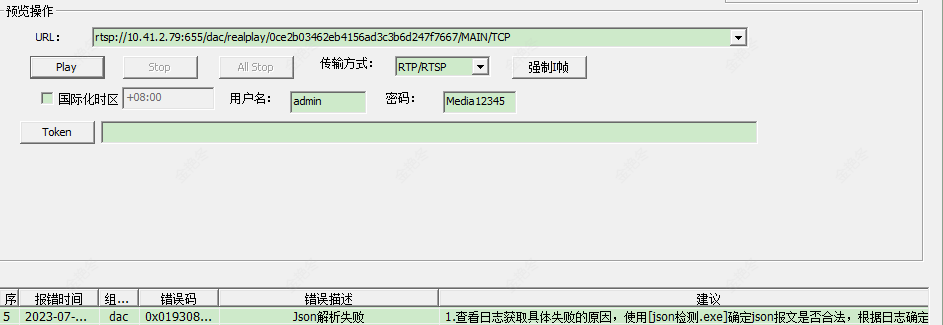 预览操作
URL: rtsp://10.41.2.79:655/dac/realplay/0ce2b03462eb4156ad3c3b6d247f7667/MAIN/TCP
Play Stop All Stop 传输方式: RTP/RTSP 强制I帧
国际化时区 +08:00 用户名: admin 密码: Media12345
Token
序 报错时间 组... 错误码 错误描述 建议
5 2023-07-... dac 0x019308... Json解析失败 1.查看日志获取具体失败的原因，使用[json检测.exe]确定json报文是否合法，根据日志确定